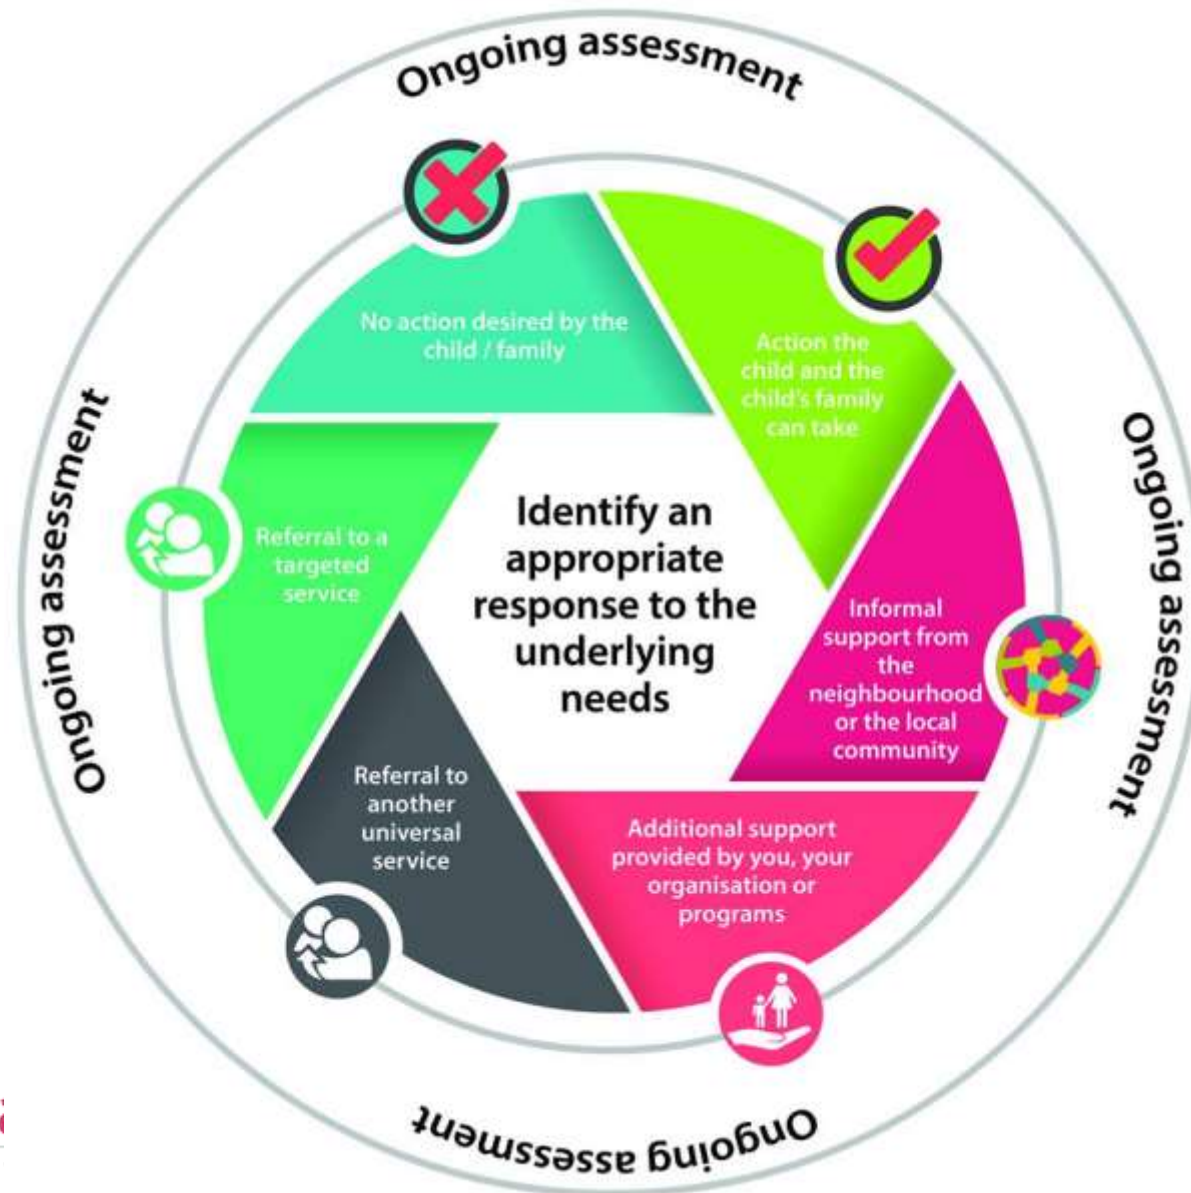 Ongoing assessment
No action desired by the
child / family
Action the
child and the
child's family
can take
Ongoing assessment
Ongoing assessment
Referral to a
targeted
service
Identify an
appropriate
response to the
underlying
needs
Informal
support from
the
neighbourhood
or the local
community
Referral to
another
universal
service
Additional support
provided by you, your
organisation or
programs
Ongoing assessment